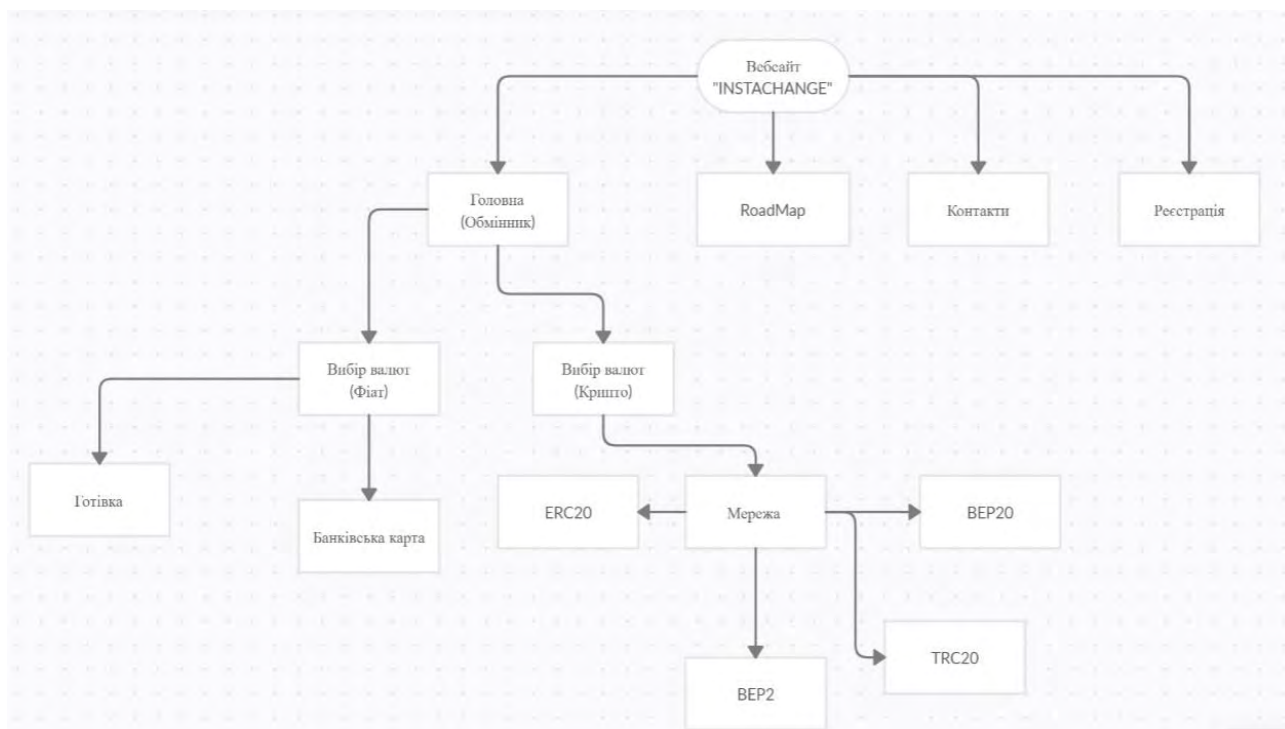 Вебсайт
"INSTACHANGE"
Головна
(Обмінник)
RoadMap
Контакти
Реєстрація
Вибір валют
(Фіат)
Вибір валют
(Крипто)
Готівка
Банківська карта
ERC20
Мережа
BEP20
TRC20
BEP2